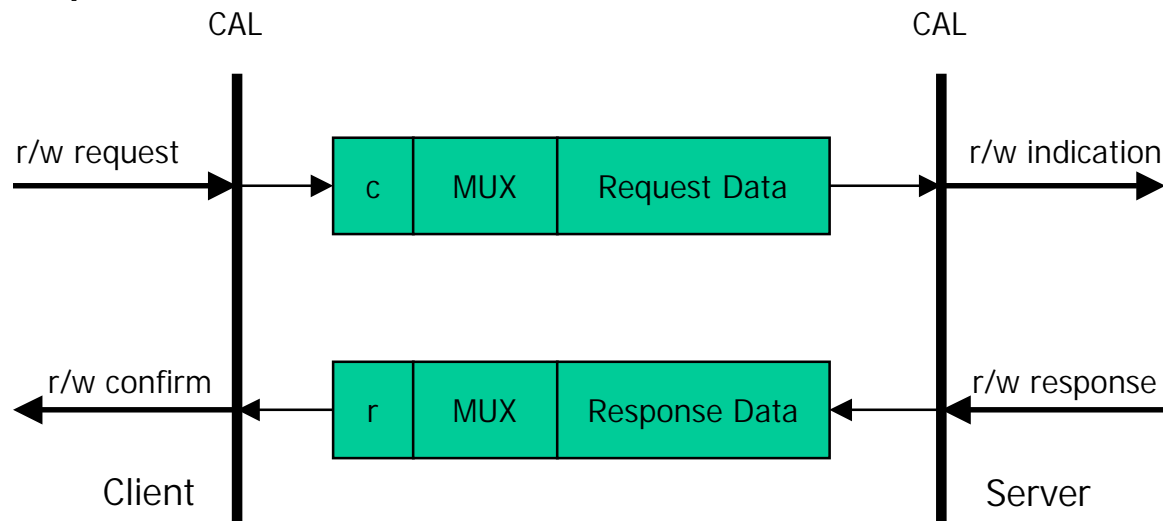 CAL CAL
r/w request
c MUX Request Data
r/w indication
r/w confirm
r MUX Response Data
r/w response
Client Server